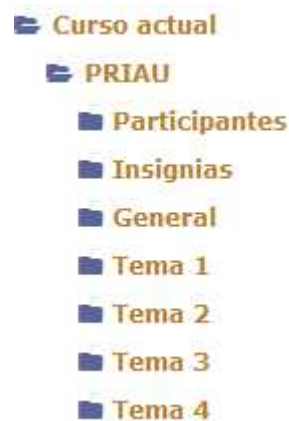 Curso actual
PRIAU
Participantes
Insignias
General
Tema 1
Tema 2
Tema 3
Tema 4